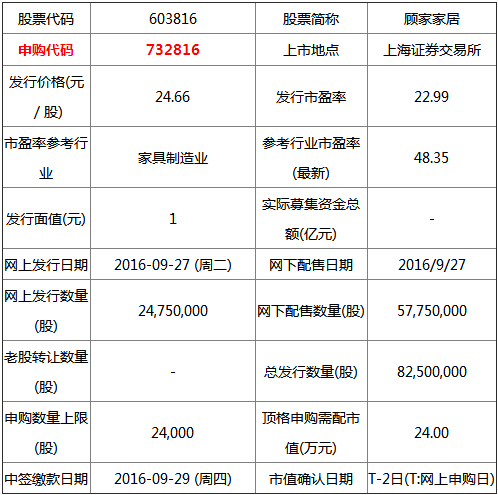 股票代码 603816 股票简称 顾家家居
申购代码 732816 上市地点 上海证券交易所
发行价格(元
/ 股) 24.66 发行市盈率 22.99
市盈率参考行
业 家具制造业 参考行业市盈率
(最新) 48.35
发行面值(元) 1 实际募集资金总
额(亿元) -
网上发行日期 2016-09-27 (周二) 网下配售日期 2016/9/27
网上发行数量
(股) 24,750,000 网下配售数量(股) 57,750,000
老股转让数量
(股) - 总发行数量(股) 82,500,000
申购数量上限
(股) 24,000 顶格申购需配市
值(万元) 24.00
中签缴款日期 2016-09-29 (周四) 市值确认日期 T-2日(T:网上申购日)